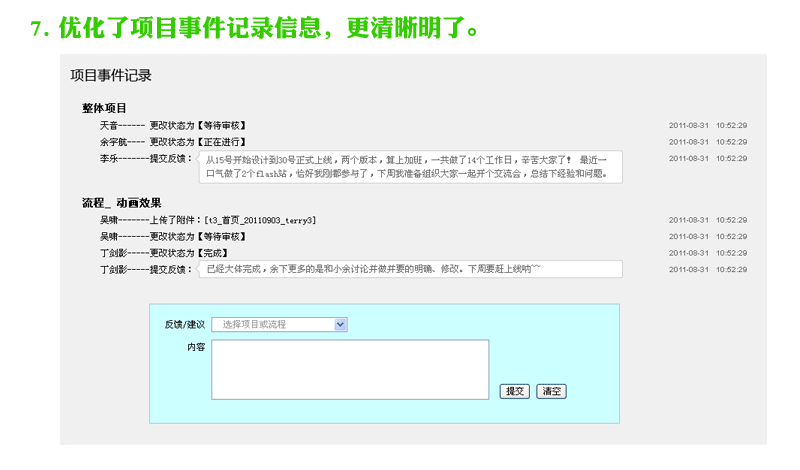 7. 优化了项目事件记录信息，更清晰明了。
项目事件记录
整体项目
天音------ 更改状态为【等待审核】 2011-08-31 10:52:29
余宇航---- 更改状态为【正在进行】 2011-08-31 10:52:29
李乐-------提交反馈： 从15号开始设计到30号正式上线，两个版本，算上加班，一共做了14个工作日，辛苦大家了！ 最近一 2011-08-31 10:52:29
口气做了2个flash站，恰好我刚都参与了，下周我准备组织大家一起开个交流会，总结下经验和问题。
流程_ 动画效果
吴啸-------上传了附件：[t3_首页_20110903_terry3] 2011-08-31 10:52:29
吴啸-------更改状态为【等待审核】 2011-08-31 10:52:29
丁剑影-----更改状态为【完成】 2011-08-31 10:52:29
丁剑影-----提交反馈： 已经大体完成，余下更多的是和小余讨论并做并要的明确、修改。下周要赶上线呐~~ 2011-08-31 10:52:29
反馈/建议 选择项目或流程
内容
提交 清空